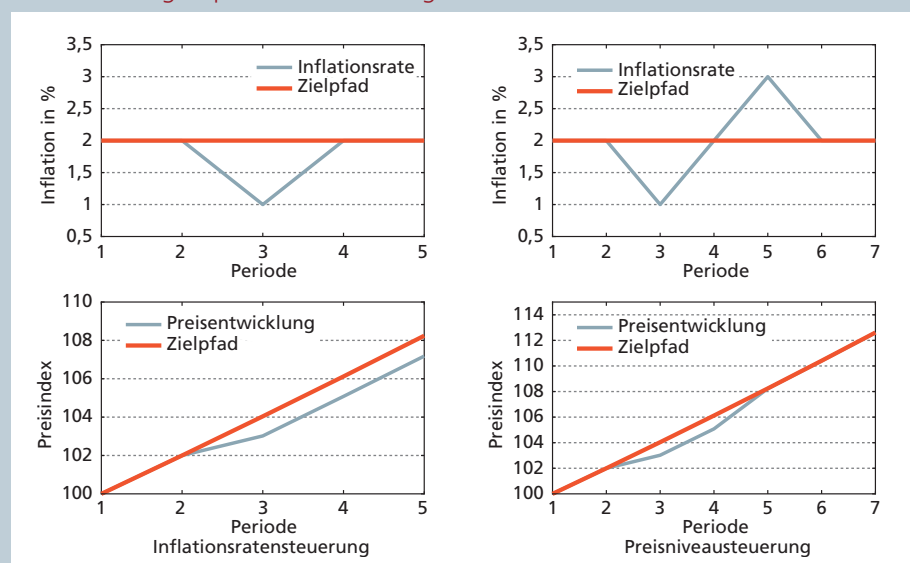 3,5
3
2,5
2
1,5
1
0,5
Inflation in %
Inflationsrate
Zielpfad
1 2 3 4 5
Periode
3,5
3
2,5
2
1,5
1
0,5
Inflation in %
Inflationsrate
Zielpfad
1 2 3 4 5 6 7
Periode
110
108
106
104
102
100
Preisindex
Preisentwicklung
Zielpfad
1 2 3 4 5
Periode
Inflationsratensteuerung
114
112
110
108
106
104
102
100
Preisindex
Preisentwicklung
Zielpfad
1 2 3 4 5 6 7
Periode
Preisniveausteuerung